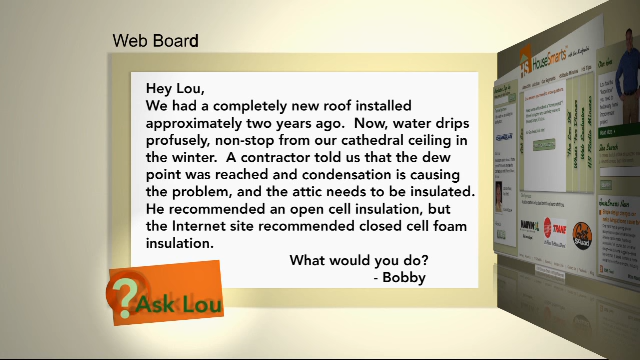 Web Board
Hey Lou,
We had a completely new roof installed
approximately two years ago.  Now, water drips
profusely, non-stop from our cathedral ceiling in
the winter.  A contractor told us that the dew
point was reached and condensation is causing
the problem, and the attic needs to be insulated.
He recommended an open cell insulation, but
the Internet site recommended closed cell foam
insulation.
What would you do?
- Bobby
? Ask Lou
HouseSmarts
TRANE